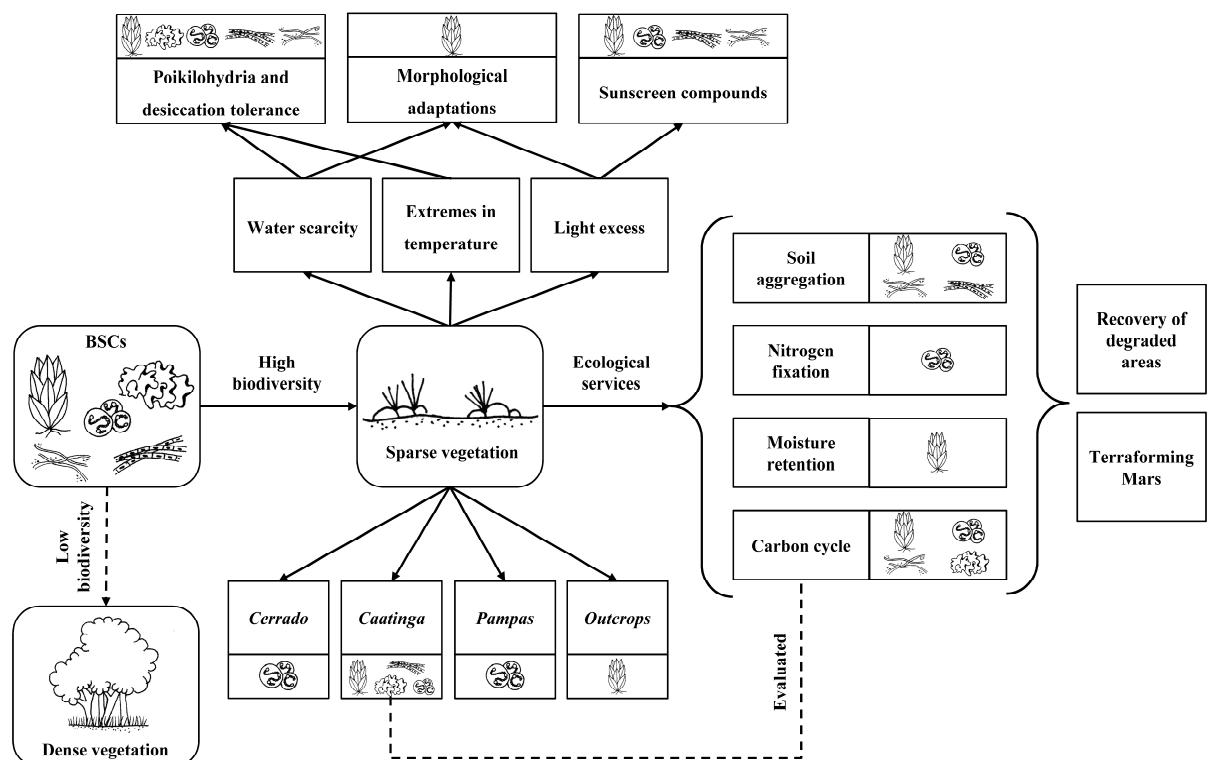 Poikilohydria and
desiccation tolerance
Morphological
adaptations
Sunscreen compounds
Water scarcity
Extremes in
temperature
Light excess
BSCs
High
biodiversity
Sparse vegetation
Ecological
services
Soil
aggregation
Nitrogen
fixation
Moisture
retention
Carbon cycle
Recovery of
degraded
areas
Terraforming
Mars
Low
biodiversity
Dense vegetation
Cerrado
Caatinga
Pampas
Outcrops
Evaluated